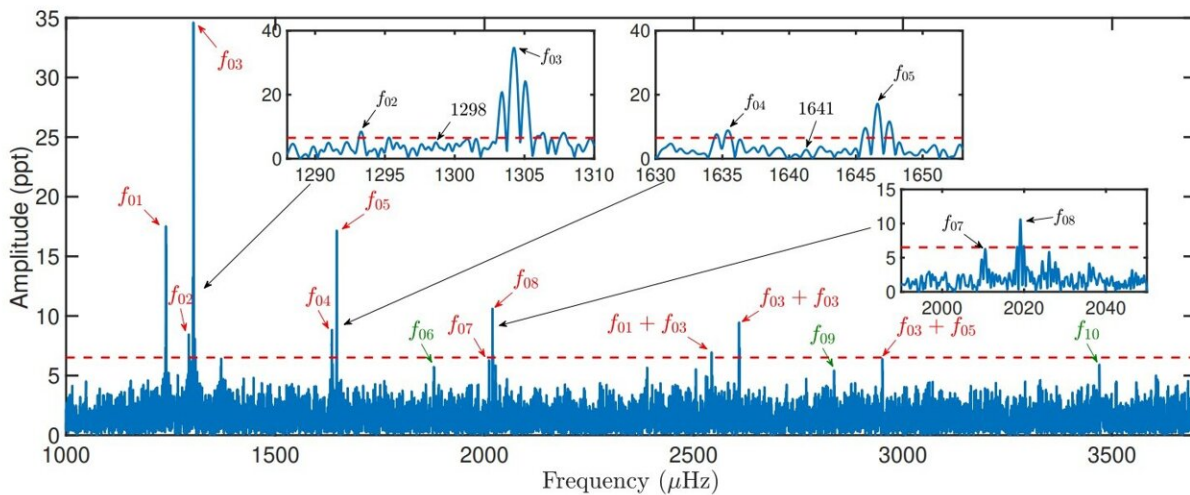 35
30
25
20
15
10
5
0
Amplitude (ppt)
1000
1500
2000
2500
3000
3500
Frequency (μHz)
f01
f02
f03
f04
f05
f06
f07
f08
f01 + f03
f03 + f03
f09
f03 + f05
f10
40
20
0
1290
1295
1300
1305
1310
f02
1298
f03
40
20
0
1630
1635
1640
1645
1650
f04
1641
f05
15
10
5
0
2000
2020
2040
f07
f08